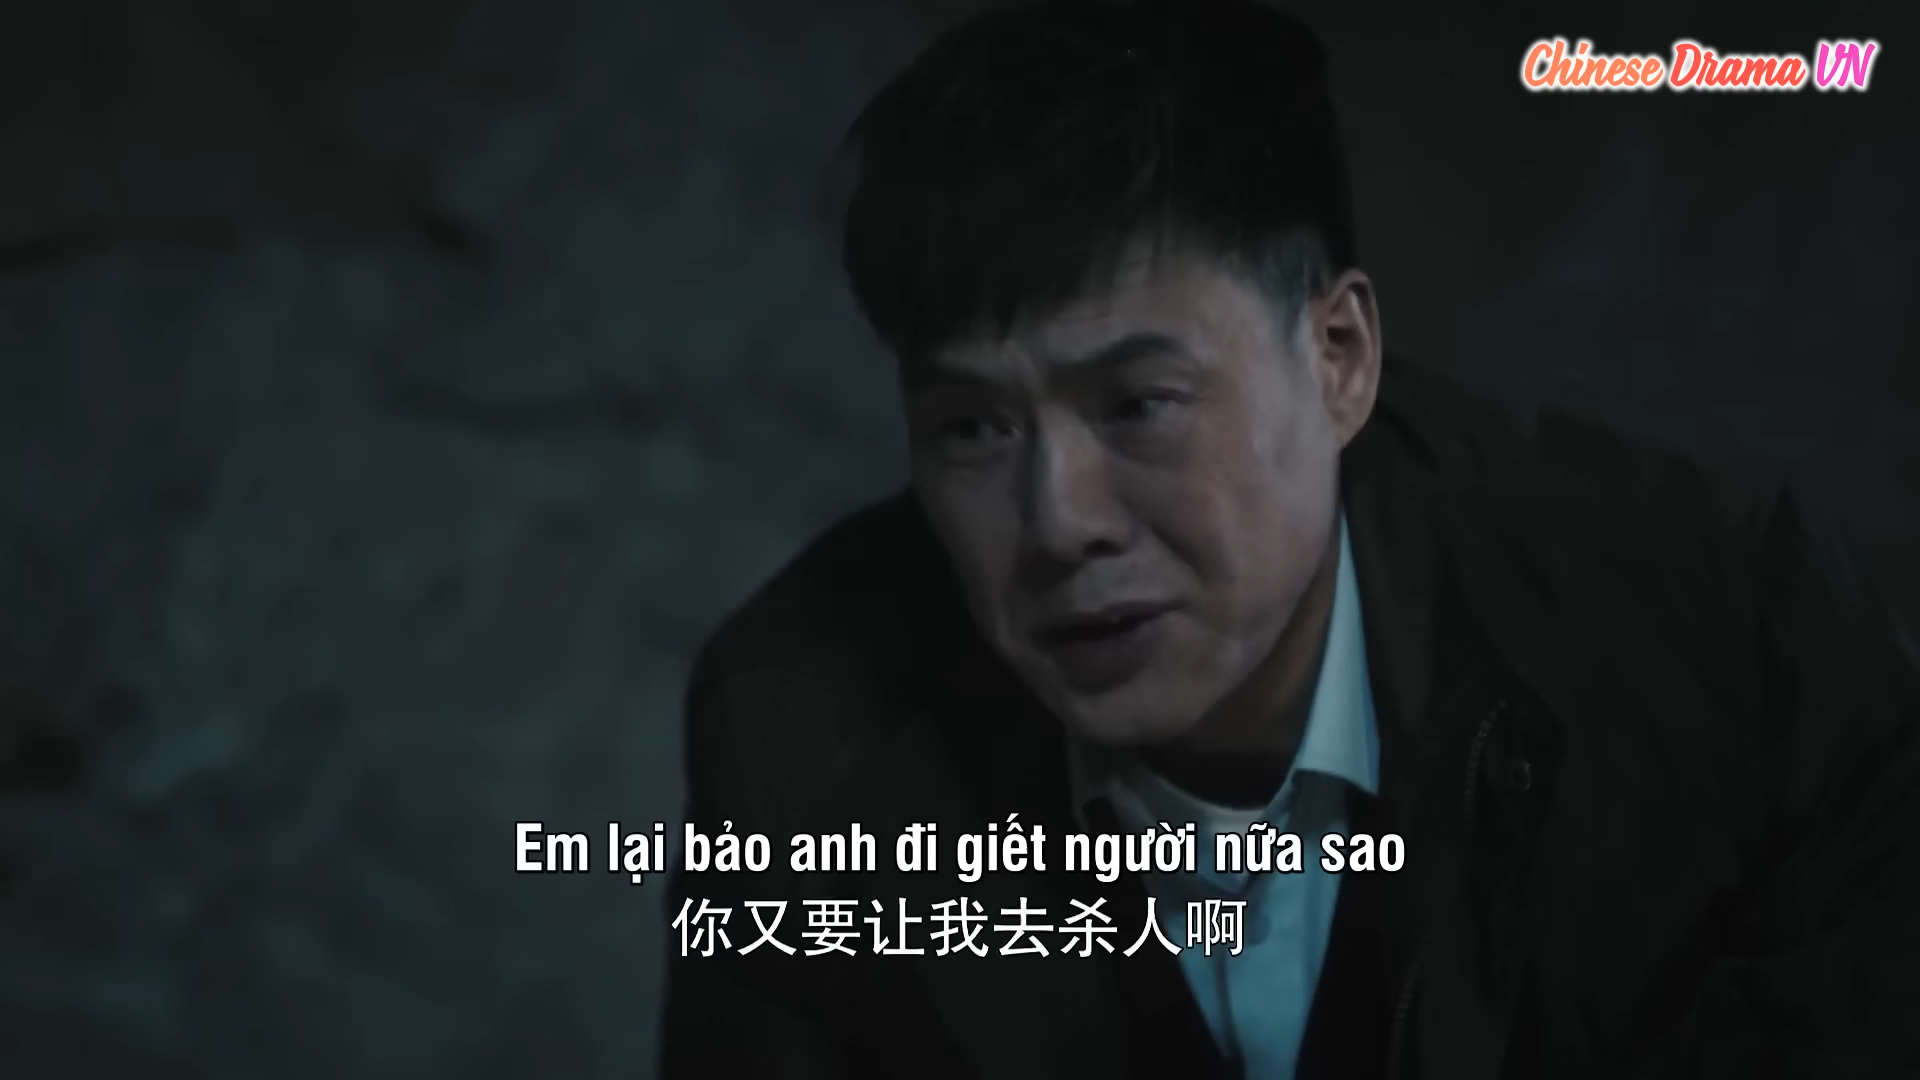 Chinese Drama VN
Em lại bảo anh đi giết người nữa sao
你又要让我去杀人啊